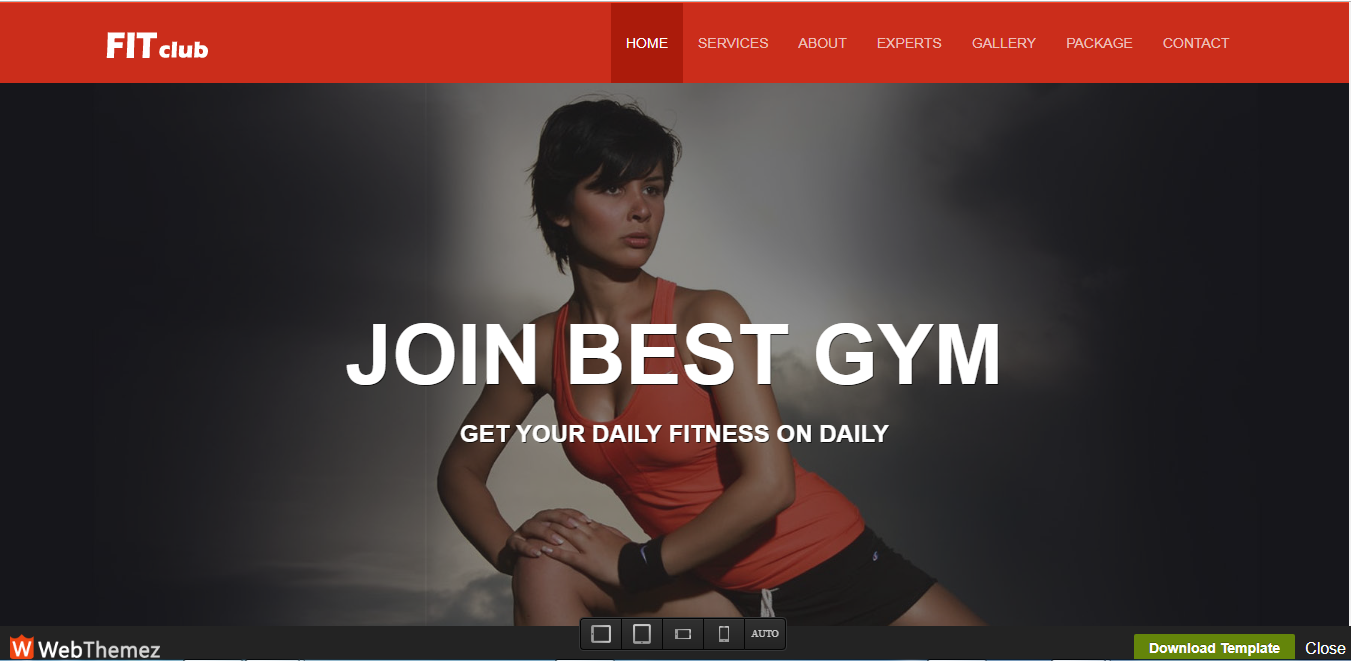 FIT club
HOME SERVICES ABOUT EXPERTS GALLERY PACKAGE CONTACT
JOIN BEST GYM
GET YOUR DAILY FITNESS ON DAILY
W WebThemez
AUTO
Download Template
Close